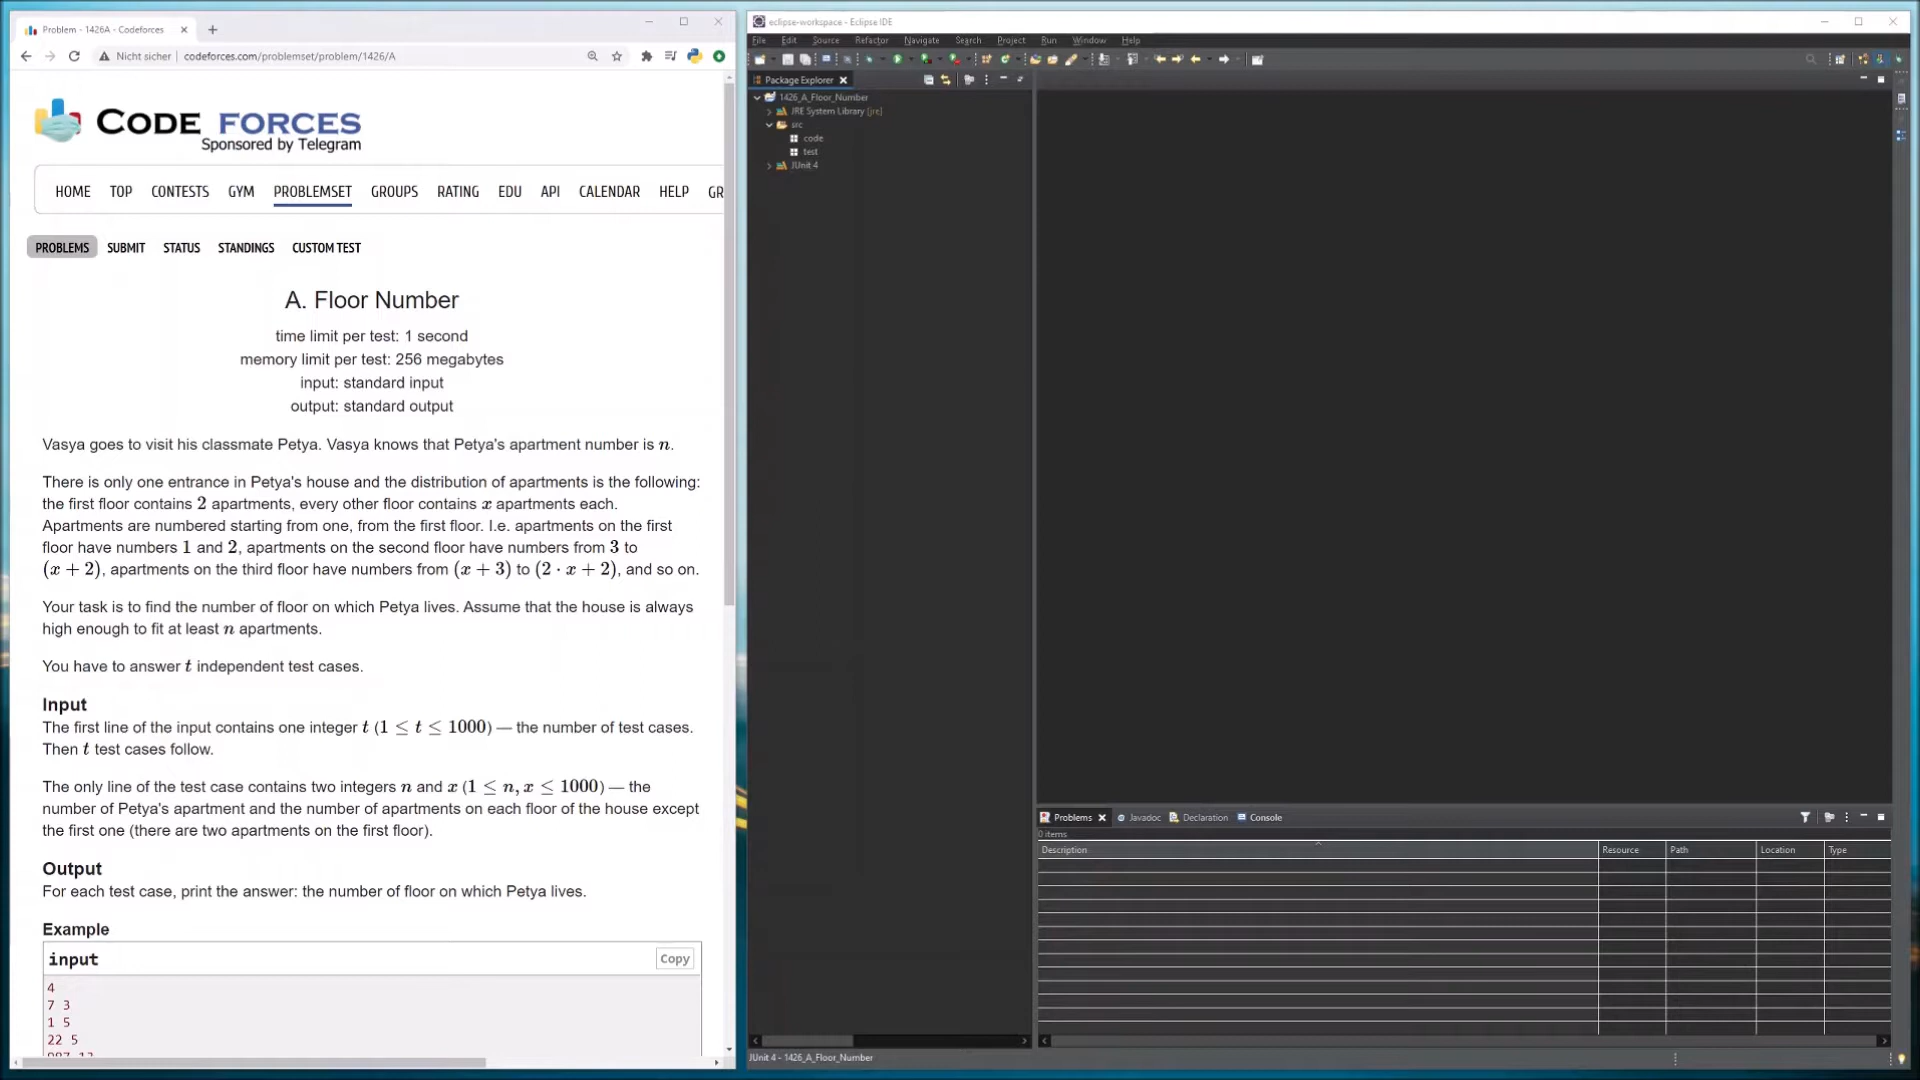 Problem - 1426A - Codeforces
Nicht sicher
codeforces.com/problemset/problem/1426/A
CODE FORCES
Sponsored by Telegram
HOME TOP CONTESTS GYM PROBLEMSET GROUPS RATING EDU API CALENDAR HELP GR
PROBLEMS SUBMIT STATUS STANDINGS CUSTOM TEST
A. Floor Number
time limit per test: 1 second
memory limit per test: 256 megabytes
input: standard input
output: standard output
Vasya goes to visit his classmate Petya. Vasya knows that Petya's apartment number is n.
There is only one entrance in Petya's house and the distribution of apartments is the following:
the first floor contains 2 apartments, every other floor contains x apartments each.
Apartments are numbered starting from one, from the first floor. I.e. apartments on the first
floor have numbers 1 and 2, apartments on the second floor have numbers from 3 to
(x + 2), apartments on the third floor have numbers from (x + 3) to (2 · x + 2), and so on.
Your task is to find the number of floor on which Petya lives. Assume that the house is always
high enough to fit at least n apartments.
You have to answer t independent test cases.
Input
The first line of the input contains one integer t (1 ≤ t ≤ 1000) — the number of test cases.
Then t test cases follow.
The only line of the test case contains two integers n and x (1 ≤ n, x ≤ 1000) — the
number of Petya's apartment and the number of apartments on each floor of the house except
the first one (there are two apartments on the first floor).
Output
For each test case, print the answer: the number of floor on which Petya lives.
Example
input
Copy
4
7 3
1 5
22 5
987 13
eclipse-workspace - Eclipse IDE
File Edit Source Refactor Navigate Search Project Run Window Help
Package Explorer
1426_A_Floor_Number
JRE System Library [jre]
src
code
test
JUnit 4
Problems Javadoc Declaration Console
0 items
Description Resource Path Location Type
JUnit 4 - 1426_A_Floor_Number